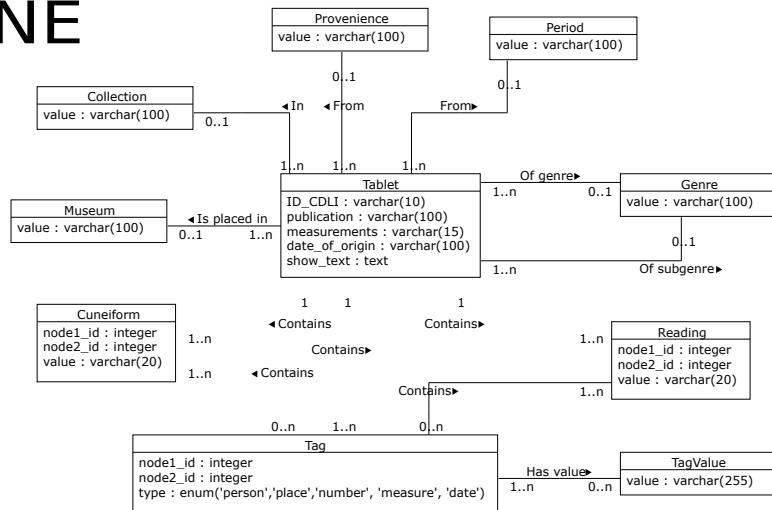 NE
Provenience
value : varchar(100)
Period
value : varchar(100)
0..1
0..1
Collection
value : varchar(100)
0..1
◄ In
◄ From
From►
1..n
1..n
1..n
Tablet
ID_CDLI : varchar(10)
publication : varchar(100)
measurements : varchar(15)
date_of_origin : varchar(100)
show_text : text
Of genre►
1..n
0..1
Genre
value : varchar(100)
Museum
value : varchar(100)
◄ Is placed in
0..1
1..n
0..1
1..n
Of subgenre►
1
1
1
Cuneiform
node1_id : integer
node2_id : integer
value : varchar(20)
◄ Contains
Contains►
1..n
1..n
Contains►
Reading
node1_id : integer
node2_id : integer
value : varchar(20)
1..n
◄ Contains
Contains►
1..n
0..n
1..n
0..n
Tag
node1_id : integer
node2_id : integer
type : enum('person','place','number', 'measure', 'date')
Has value►
1..n
0..n
TagValue
value : varchar(255)